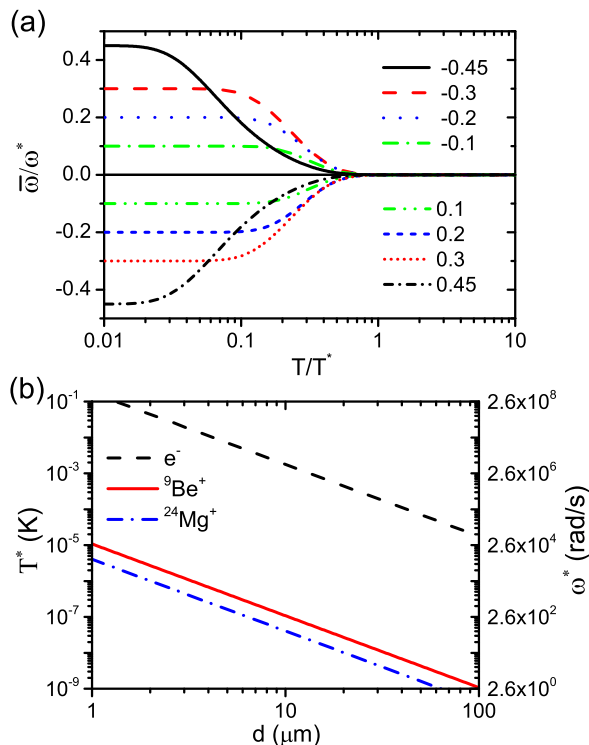 (a)
0.4
0.2
0.0
-0.2
-0.4
ω̅/ω*
-0.45
-0.3
-0.2
-0.1
0.1
0.2
0.3
0.45
0.01 0.1 1 10
T/T*
(b)
10⁻¹
10⁻³
10⁻⁵
10⁻⁷
10⁻⁹
T* (K)
e⁻
⁹Be⁺
²⁴Mg⁺
2.6x10⁸
2.6x10⁶
2.6x10⁴
2.6x10²
2.6x10⁰
ω* (rad/s)
1 10 100
d (μm)